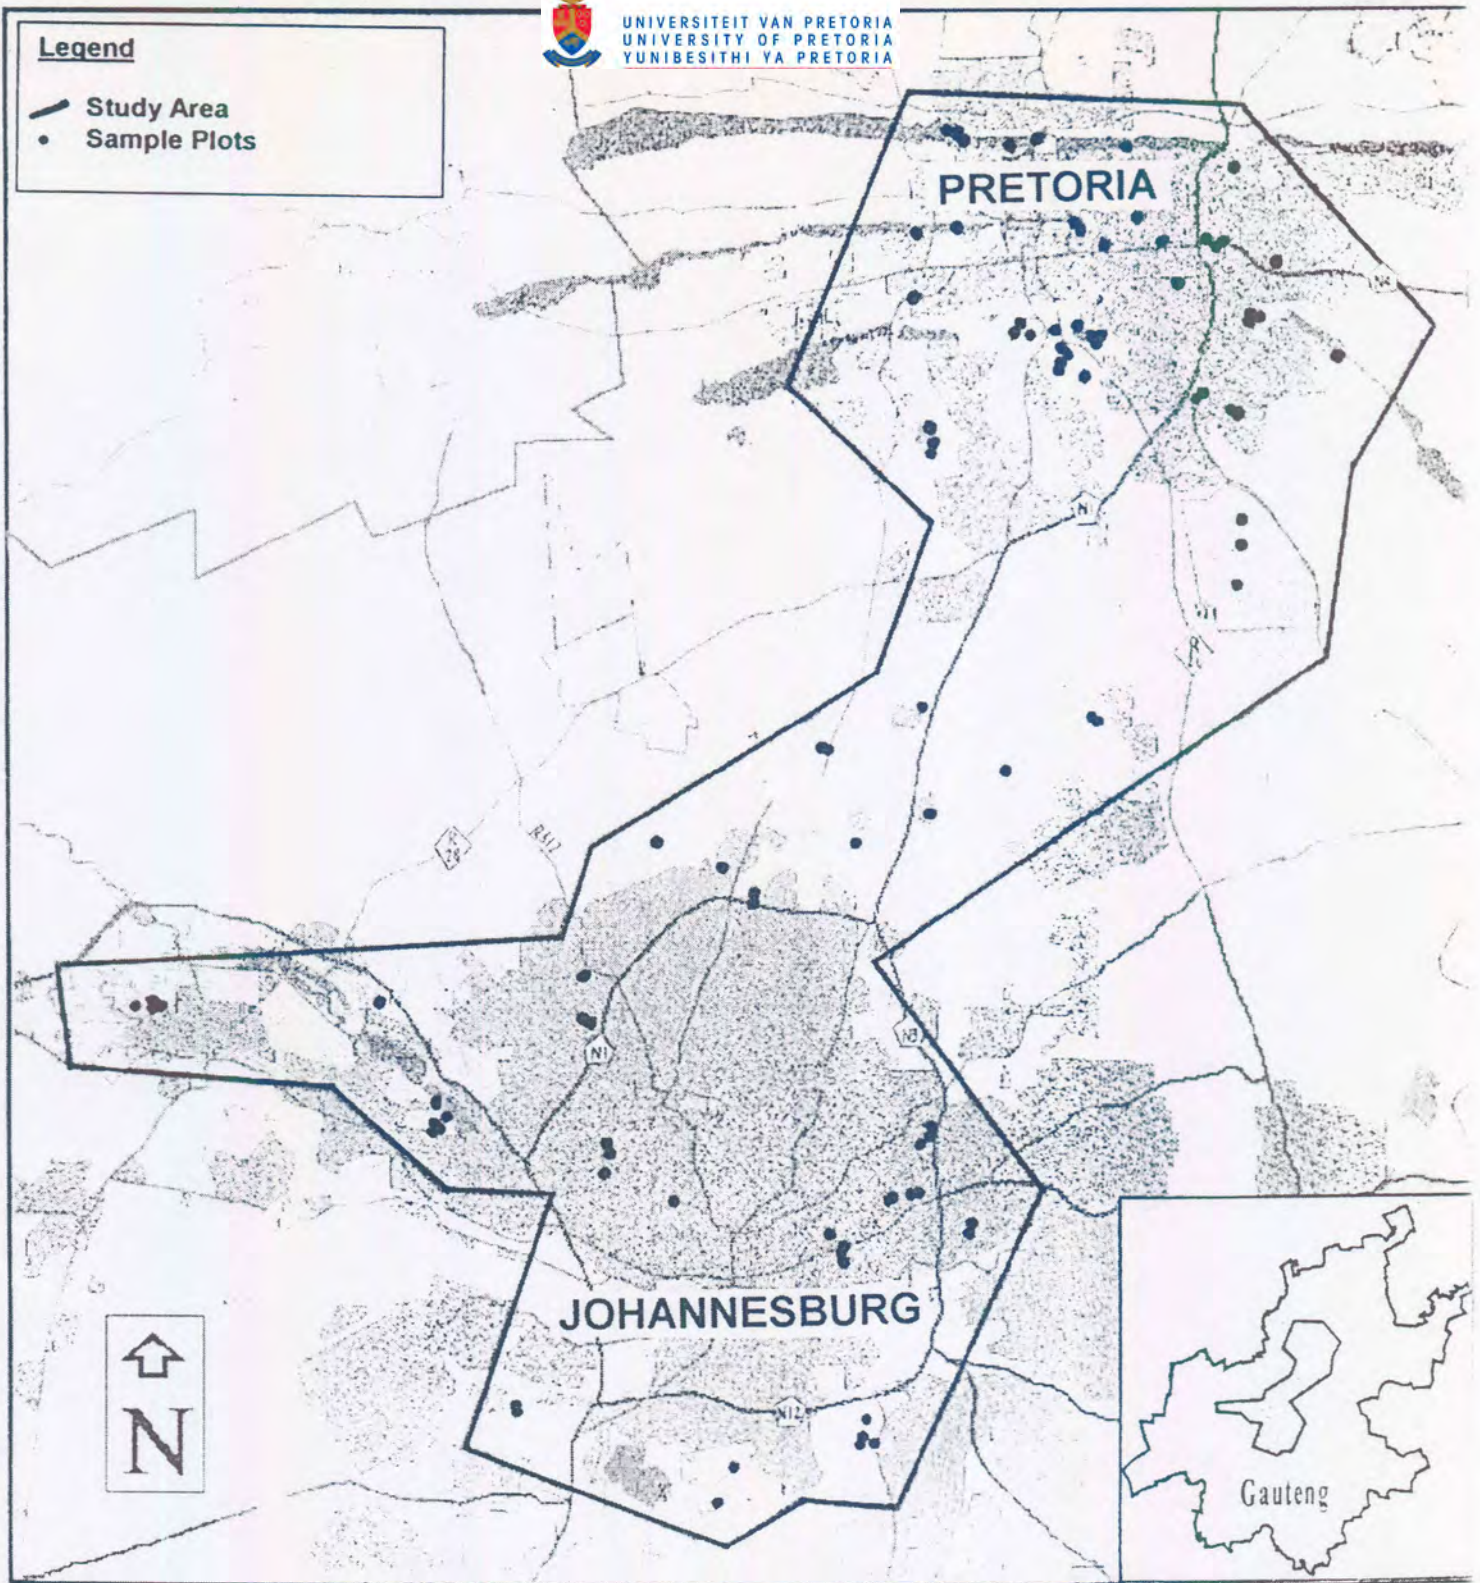 UNIVERSITEIT VAN PRETORIA
UNIVERSITY OF PRETORIA
YUNIBESITHI YA PRETORIA
Legend
Study Area
Sample Plots
PRETORIA
N4
N1
R
28
R512
N1
N3
JOHANNESBURG
N12
N
Gauteng